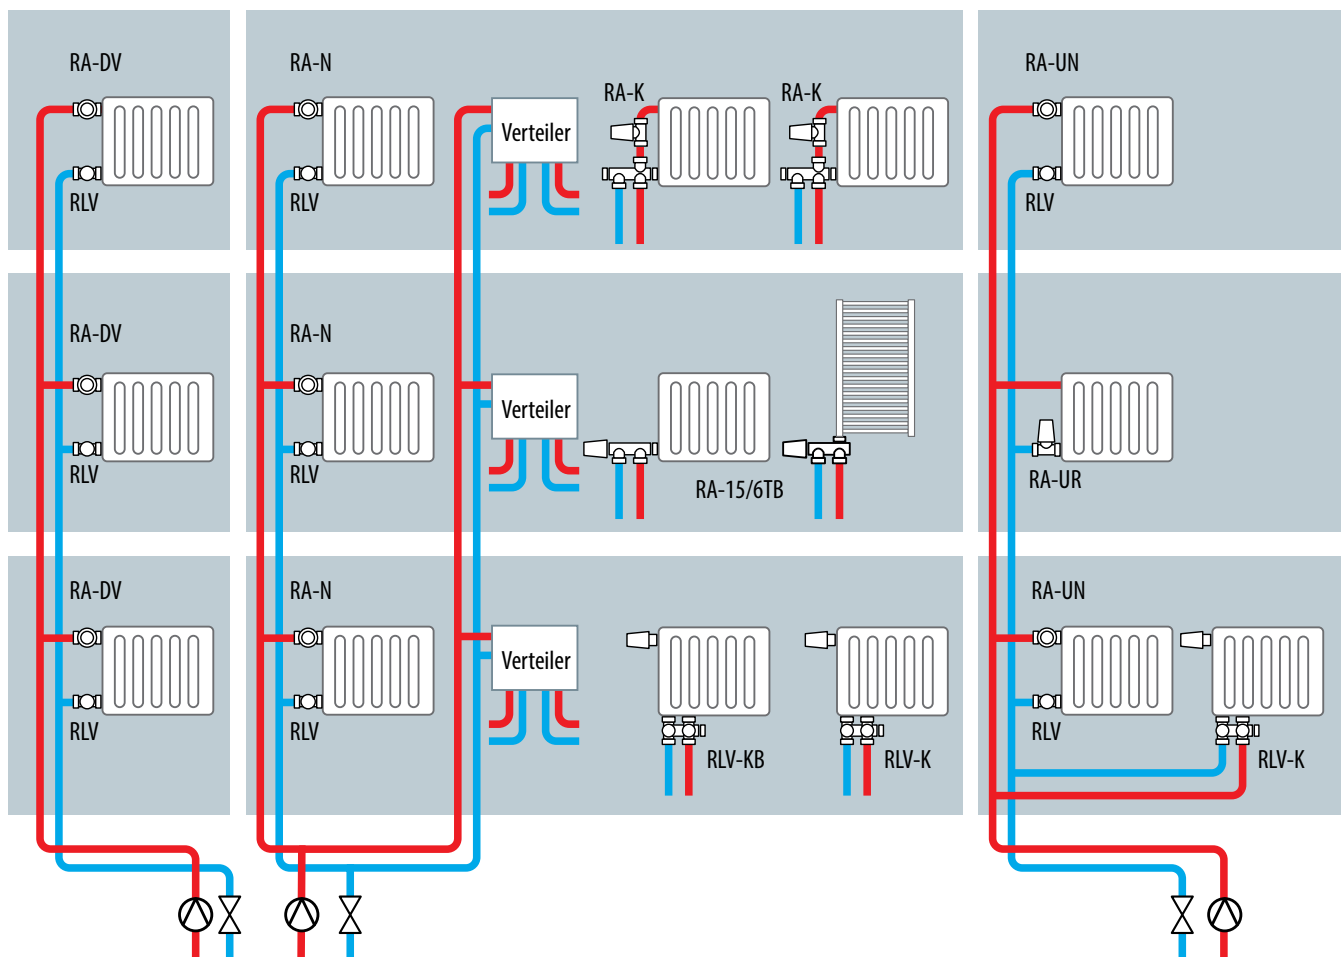 RA-DV
RA-N
RA-K
RA-K
RA-UN
Verteiler
RLV
RLV
RLV
RA-DV
RA-N
Verteiler
RLV
RLV
RA-15/6TB
RA-UR
RA-DV
RA-N
RA-UN
Verteiler
RLV
RLV
RLV-KB
RLV-K
RLV
RLV-K